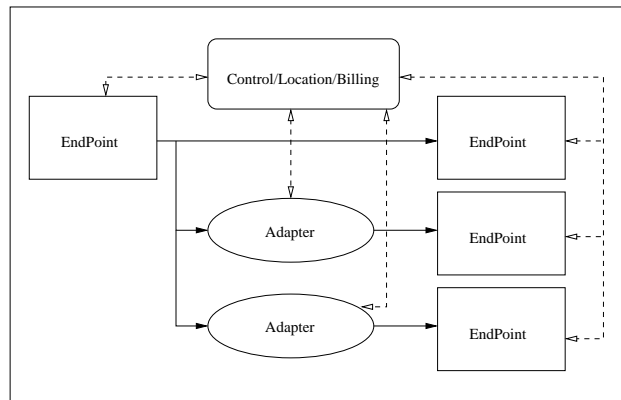 Control/Location/Billing
EndPoint
EndPoint
Adapter
EndPoint
Adapter
EndPoint